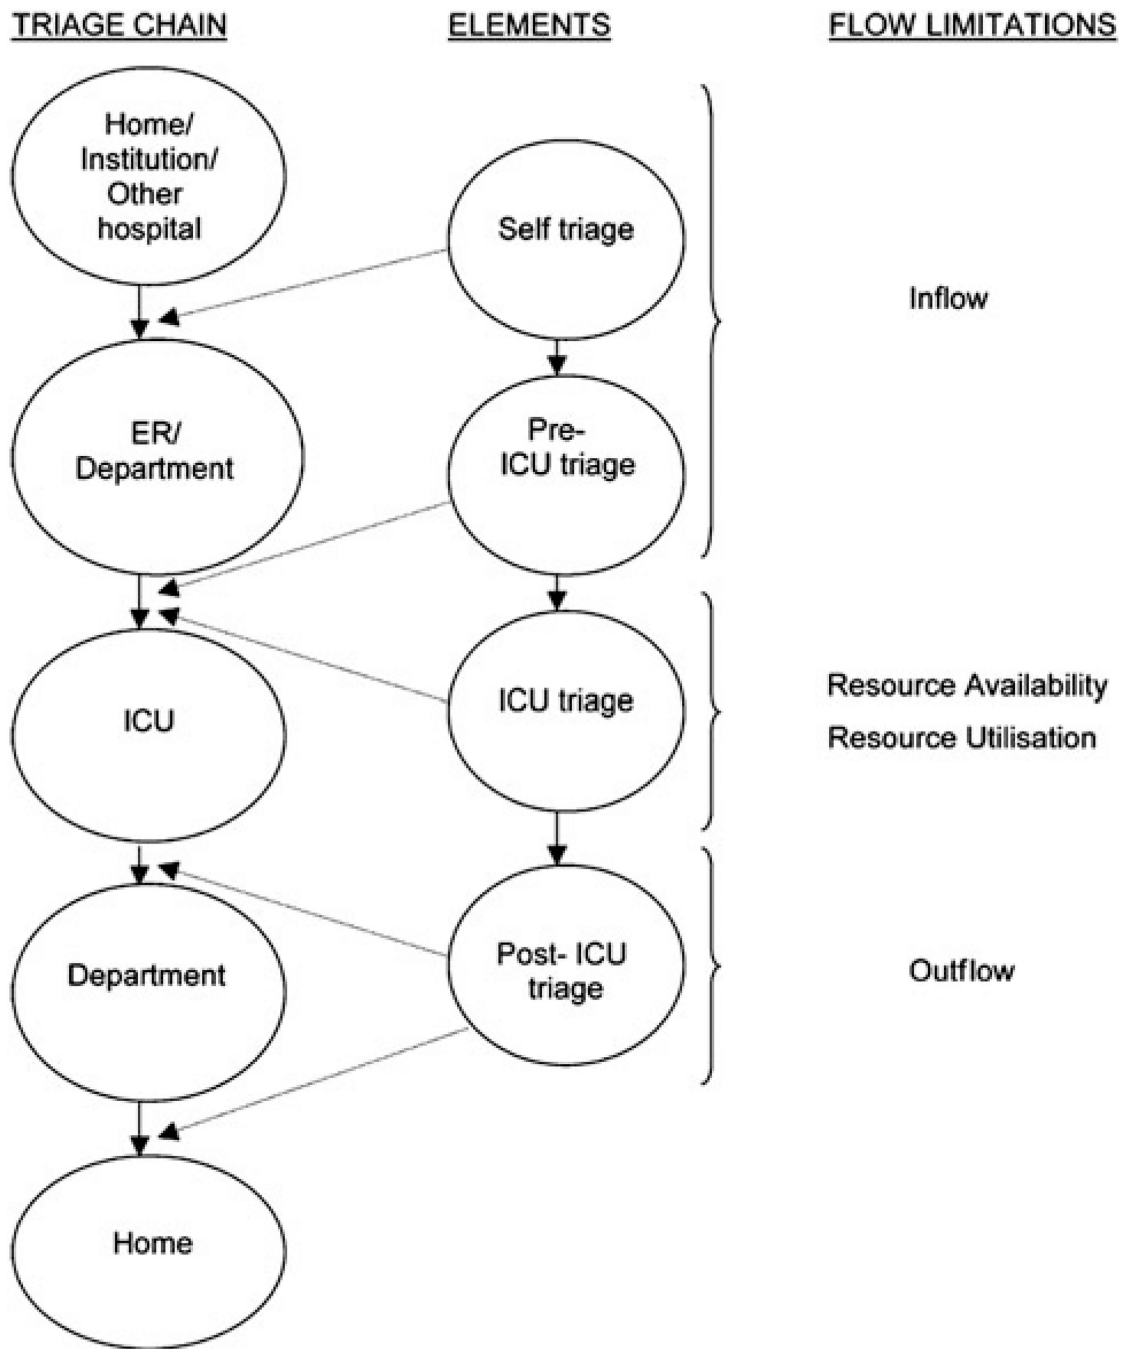 TRIAGE CHAIN
ELEMENTS
FLOW LIMITATIONS
Home/
Institution/
Other
hospital
Self triage
Inflow
ER/
Department
Pre-
ICU triage
ICU
ICU triage
Resource Availability
Resource Utilisation
Department
Post- ICU
triage
Outflow
Home